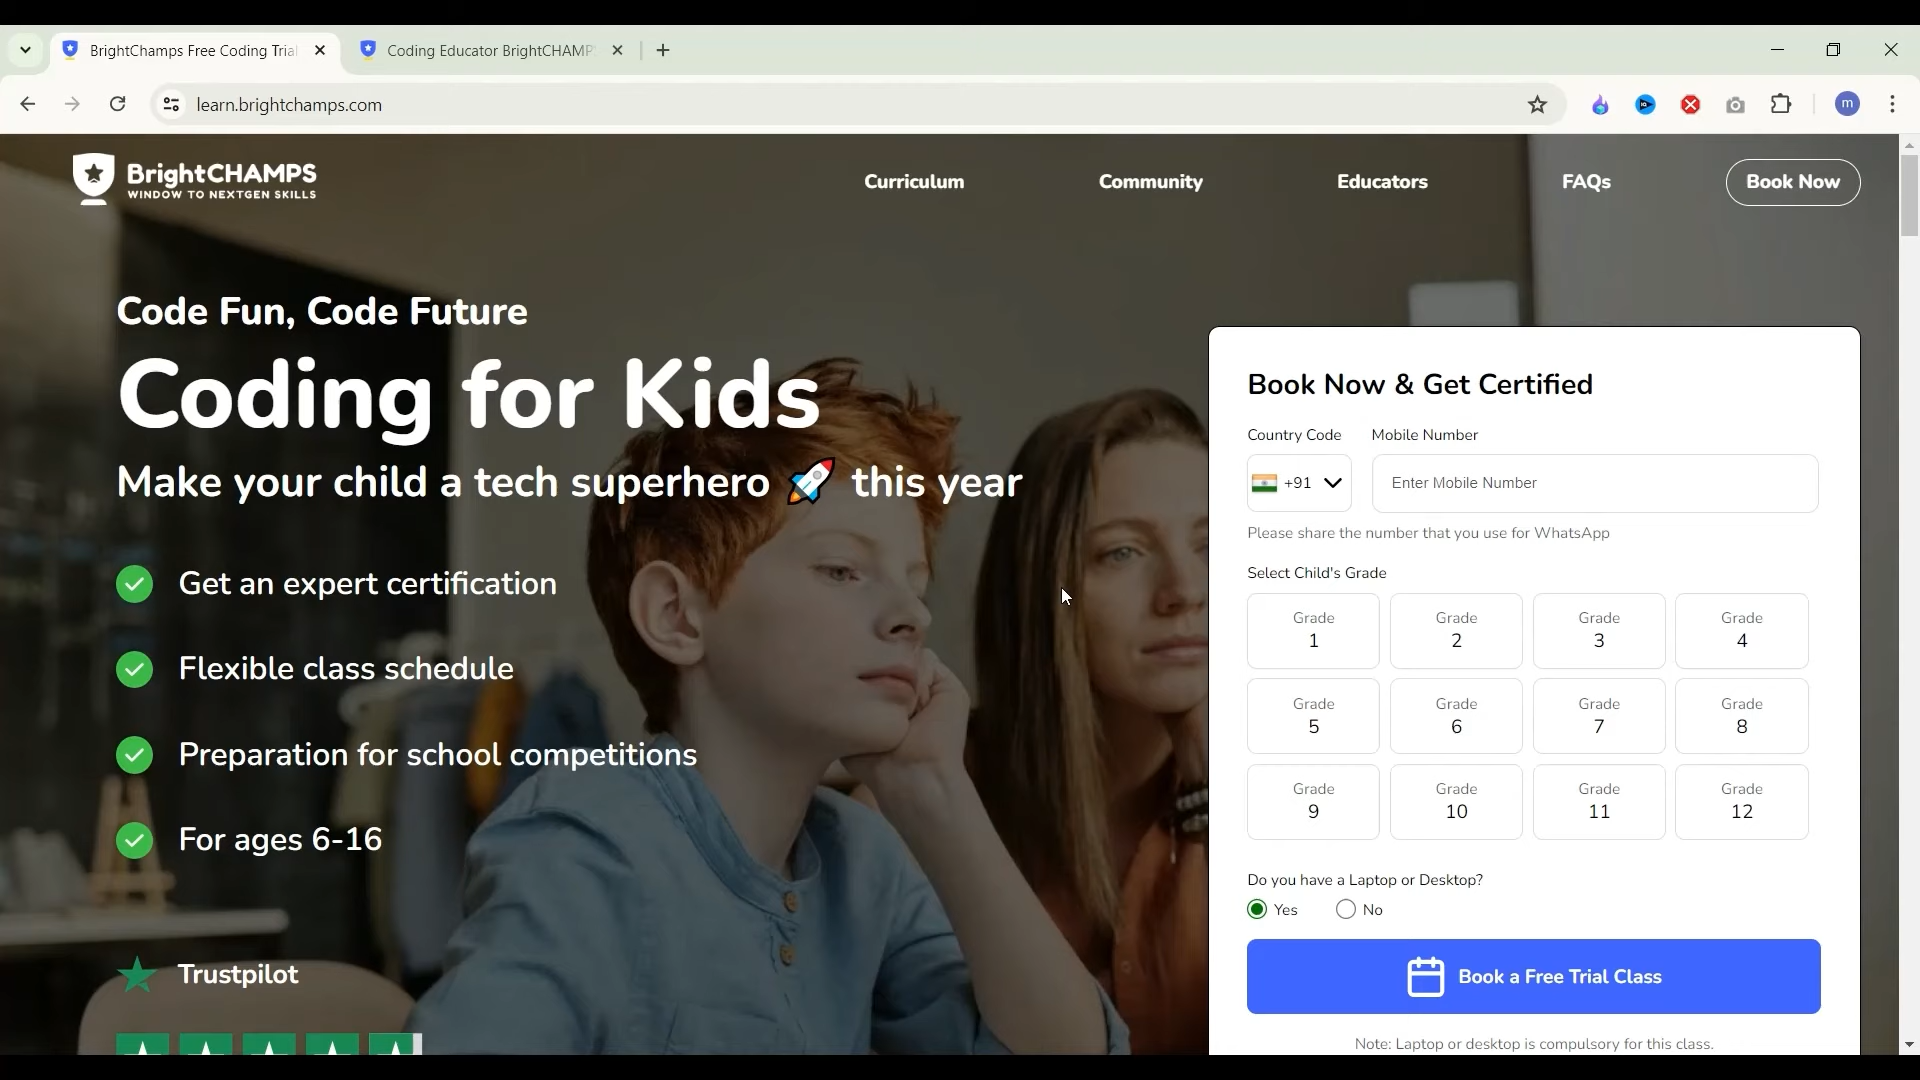 BrightChamps Free Coding Trial
Coding Educator BrightCHAMP
learn.brightchamps.com
m
BrightCHAMPS
WINDOW TO NEXTGEN SKILLS
Curriculum
Community
Educators
FAQs
Book Now
Code Fun, Code Future
Coding for Kids
Make your child a tech superhero 🚀 this year
Get an expert certification
Flexible class schedule
Preparation for school competitions
For ages 6-16
Trustpilot
Book Now & Get Certified
Country Code Mobile Number
+91 Enter Mobile Number
Please share the number that you use for WhatsApp
Select Child's Grade
Grade Grade Grade Grade
1 2 3 4
Grade Grade Grade Grade
5 6 7 8
Grade Grade Grade Grade
9 10 11 12
Do you have a Laptop or Desktop?
Yes No
Book a Free Trial Class
Note: Laptop or desktop is compulsory for this class.